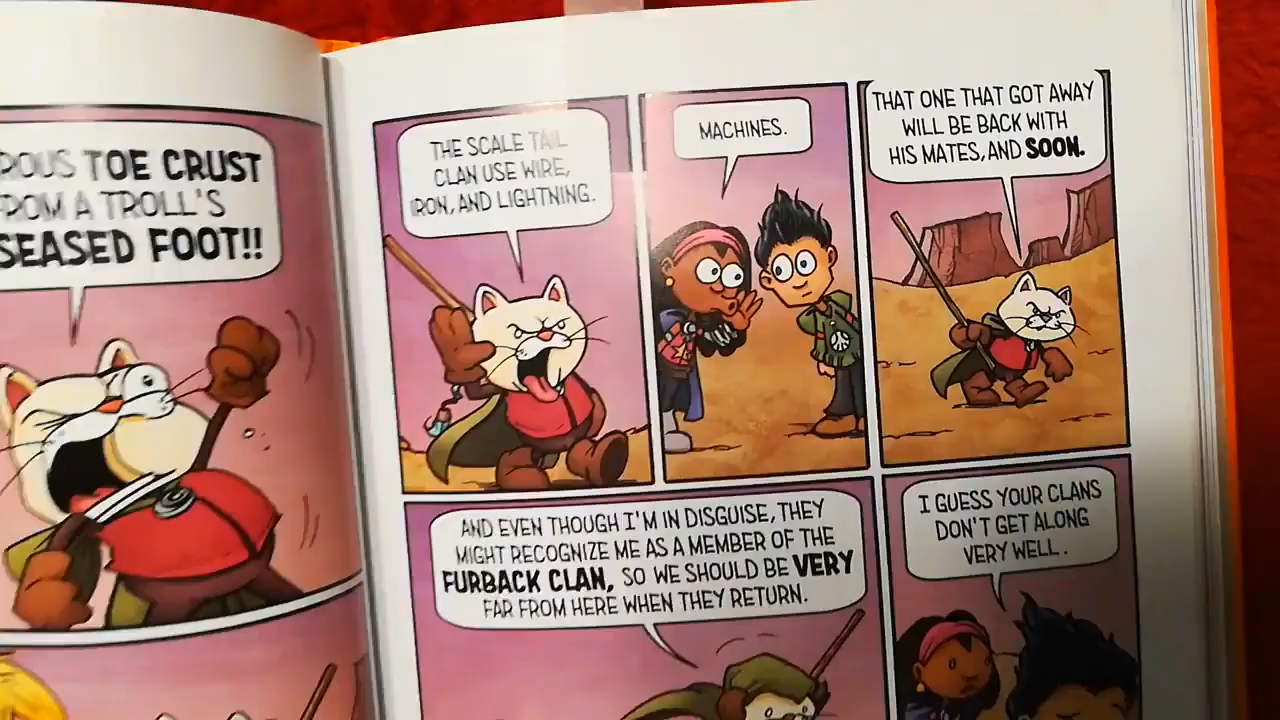 ROUS TOE CRUST
FROM A TROLL'S
SEASED FOOT!!
THE SCALE TAIL
CLAN USE WIRE,
IRON, AND LIGHTNING.
MACHINES.
THAT ONE THAT GOT AWAY
WILL BE BACK WITH
HIS MATES, AND SOON.
AND EVEN THOUGH I'M IN DISGUISE, THEY
MIGHT RECOGNIZE ME AS A MEMBER OF THE
FURBACK CLAN, SO WE SHOULD BE VERY
FAR FROM HERE WHEN THEY RETURN.
I GUESS YOUR CLANS
DON'T GET ALONG
VERY WELL.